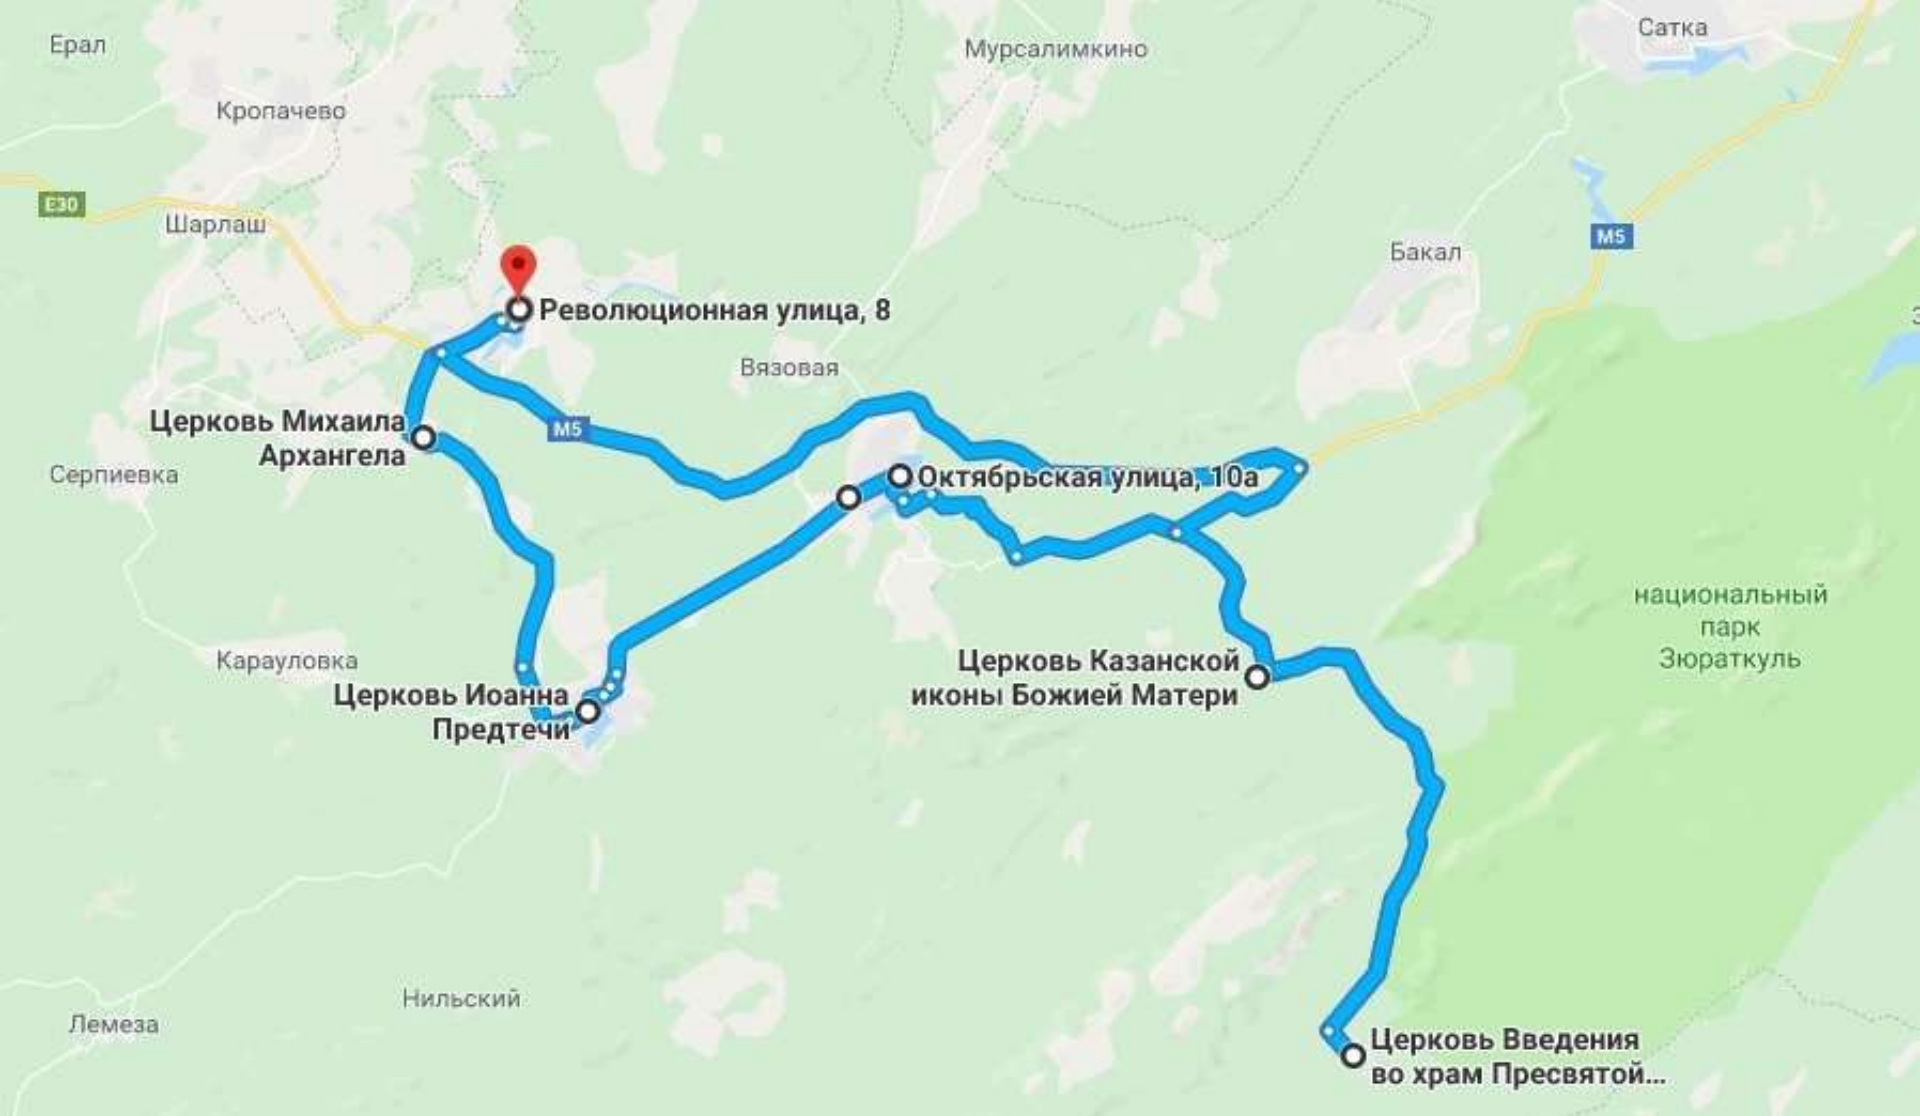 Ерал
Мурсалимкино
Сатка
Кропачево
E30
Шарлаш
M5
Бакал
Революционная улица, 8
Вязовая
Церковь Михаила
Архангела
M5
Серпиевка
Октябрьская улица, 10а
национальный
парк
Зюраткуль
Карауловка
Церковь Казанской
иконы Божией Матери
Церковь Иоанна
Предтечи
Нильский
Лемеза
Церковь Введения
во храм Пресвятой...